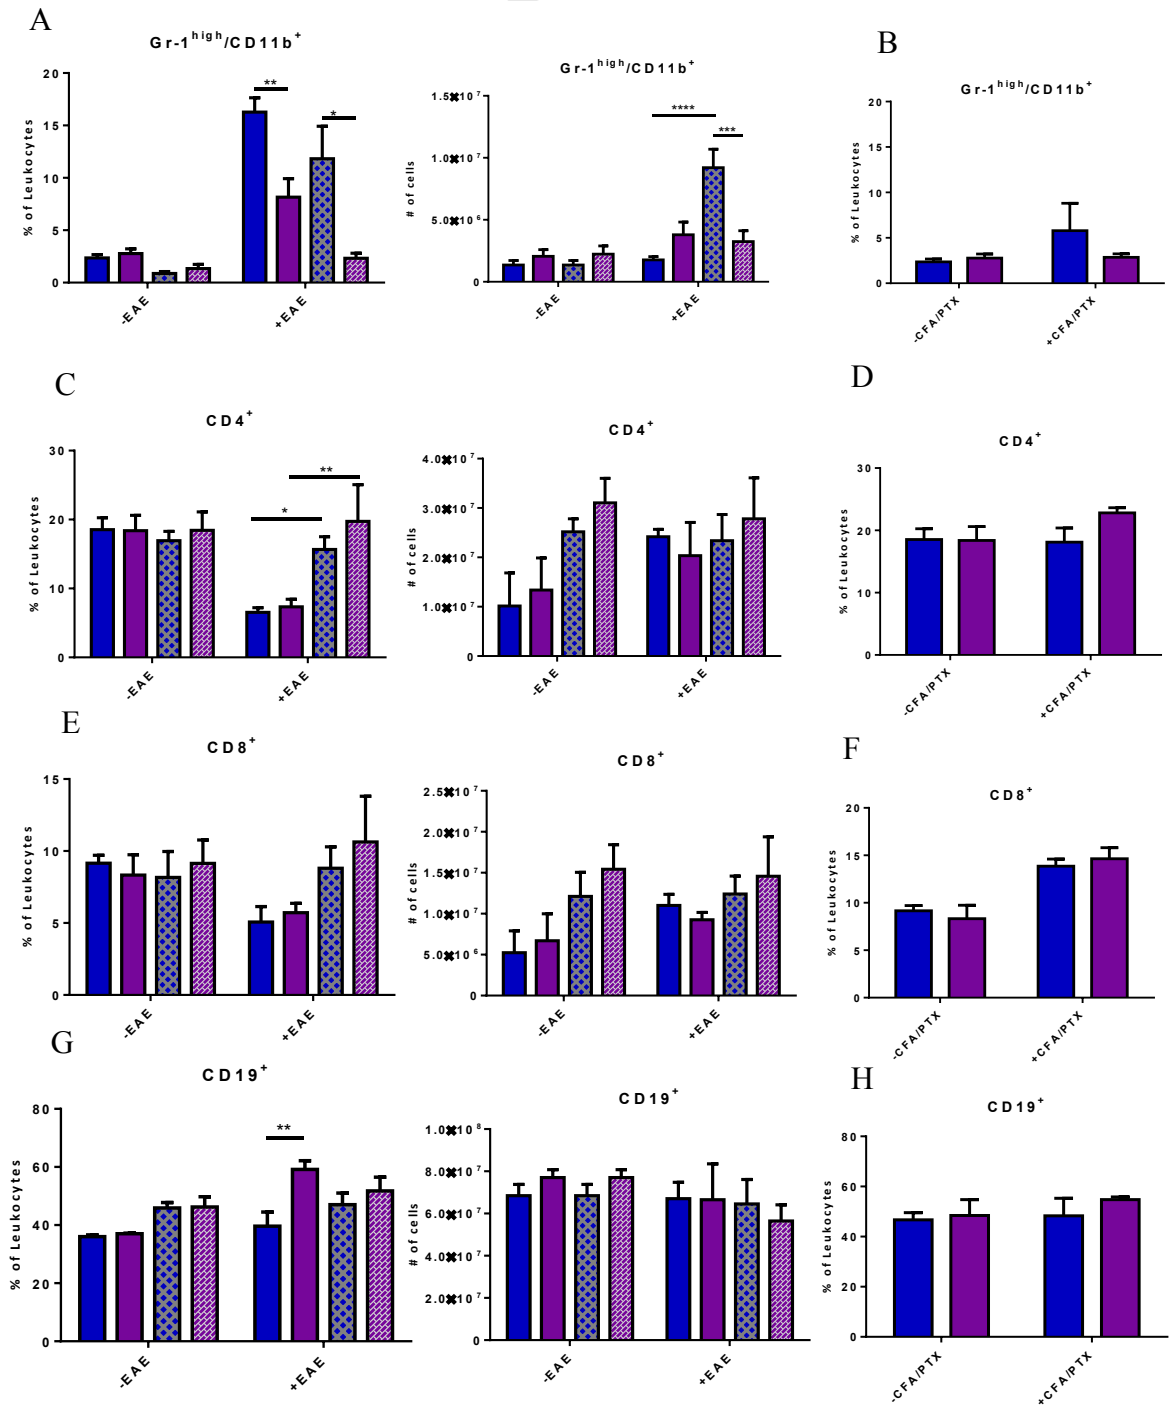 A
Gr-1high/CD11b+
20
15
10
5
0
% of Leukocytes
-EAE
+EAE
**
*
Gr-1high/CD11b+
1.5✖10 7
1.0✖10 7
5.0✖10 6
0
# of cells
-EAE
+EAE
****
***
B
Gr-1high/CD11b+
20
15
10
5
0
% of Leukocytes
-CFA/PTX
+CFA/PTX
C
CD4+
30
20
10
0
% of Leukocytes
-EAE
+EAE
*
**
CD4+
4.0✖10 7
3.0✖10 7
2.0✖10 7
1.0✖10 7
0
# of cells
-EAE
+EAE
D
CD4+
30
20
10
0
% of Leukocytes
-CFA/PTX
+CFA/PTX
E
CD8+
15
10
5
0
% of Leukocytes
-EAE
+EAE
CD8+
2.5✖10 7
2.0✖10 7
1.5✖10 7
1.0✖10 7
5.0✖10 6
0
# of cells
-EAE
+EAE
F
CD8+
20
15
10
5
0
% of Leukocytes
-CFA/PTX
+CFA/PTX
G
CD19+
80
60
40
20
0
% of Leukocytes
-EAE
+EAE
**
CD19+
1.0✖10 8
8.0✖10 7
6.0✖10 7
4.0✖10 7
2.0✖10 7
0
# of cells
-EAE
+EAE
H
CD19+
80
60
40
20
0
% of Leukocytes
-CFA/PTX
+CFA/PTX